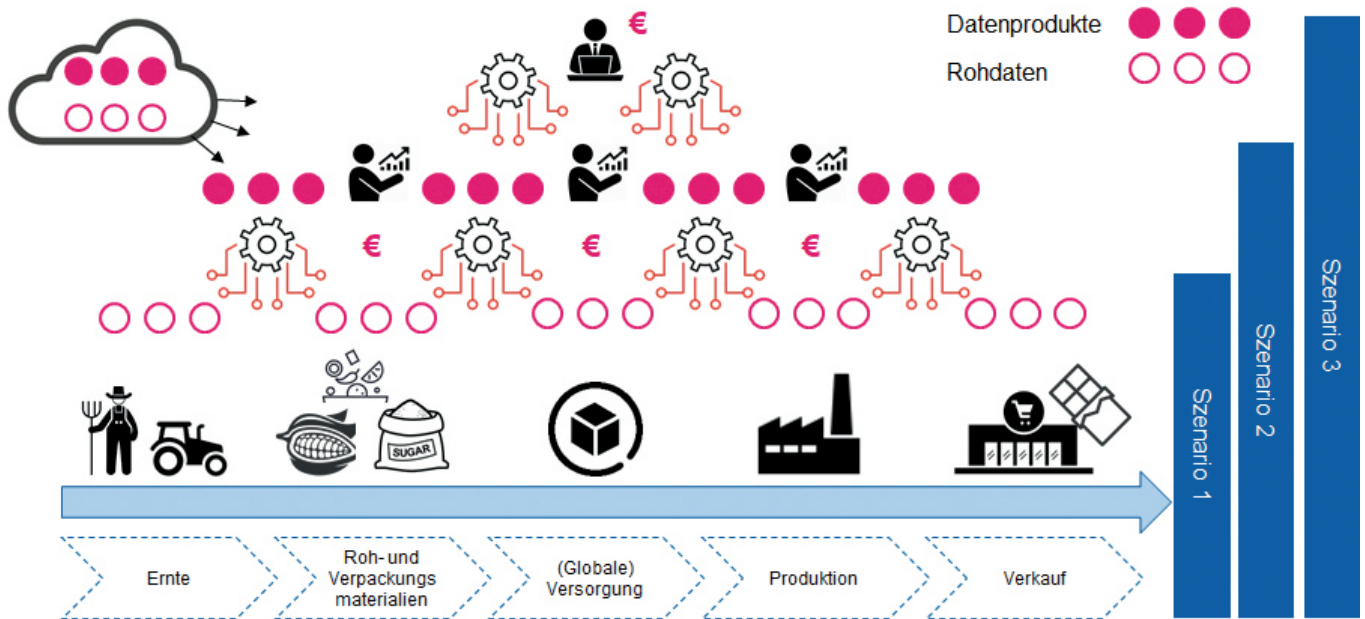 €
Datenprodukte
Rohdaten
€
€
€
SUGAR
Szenario 1
Szenario 2
Szenario 3
Ernte
Roh- und
Verpackungs
materialien
(Globale)
Versorgung
Produktion
Verkauf